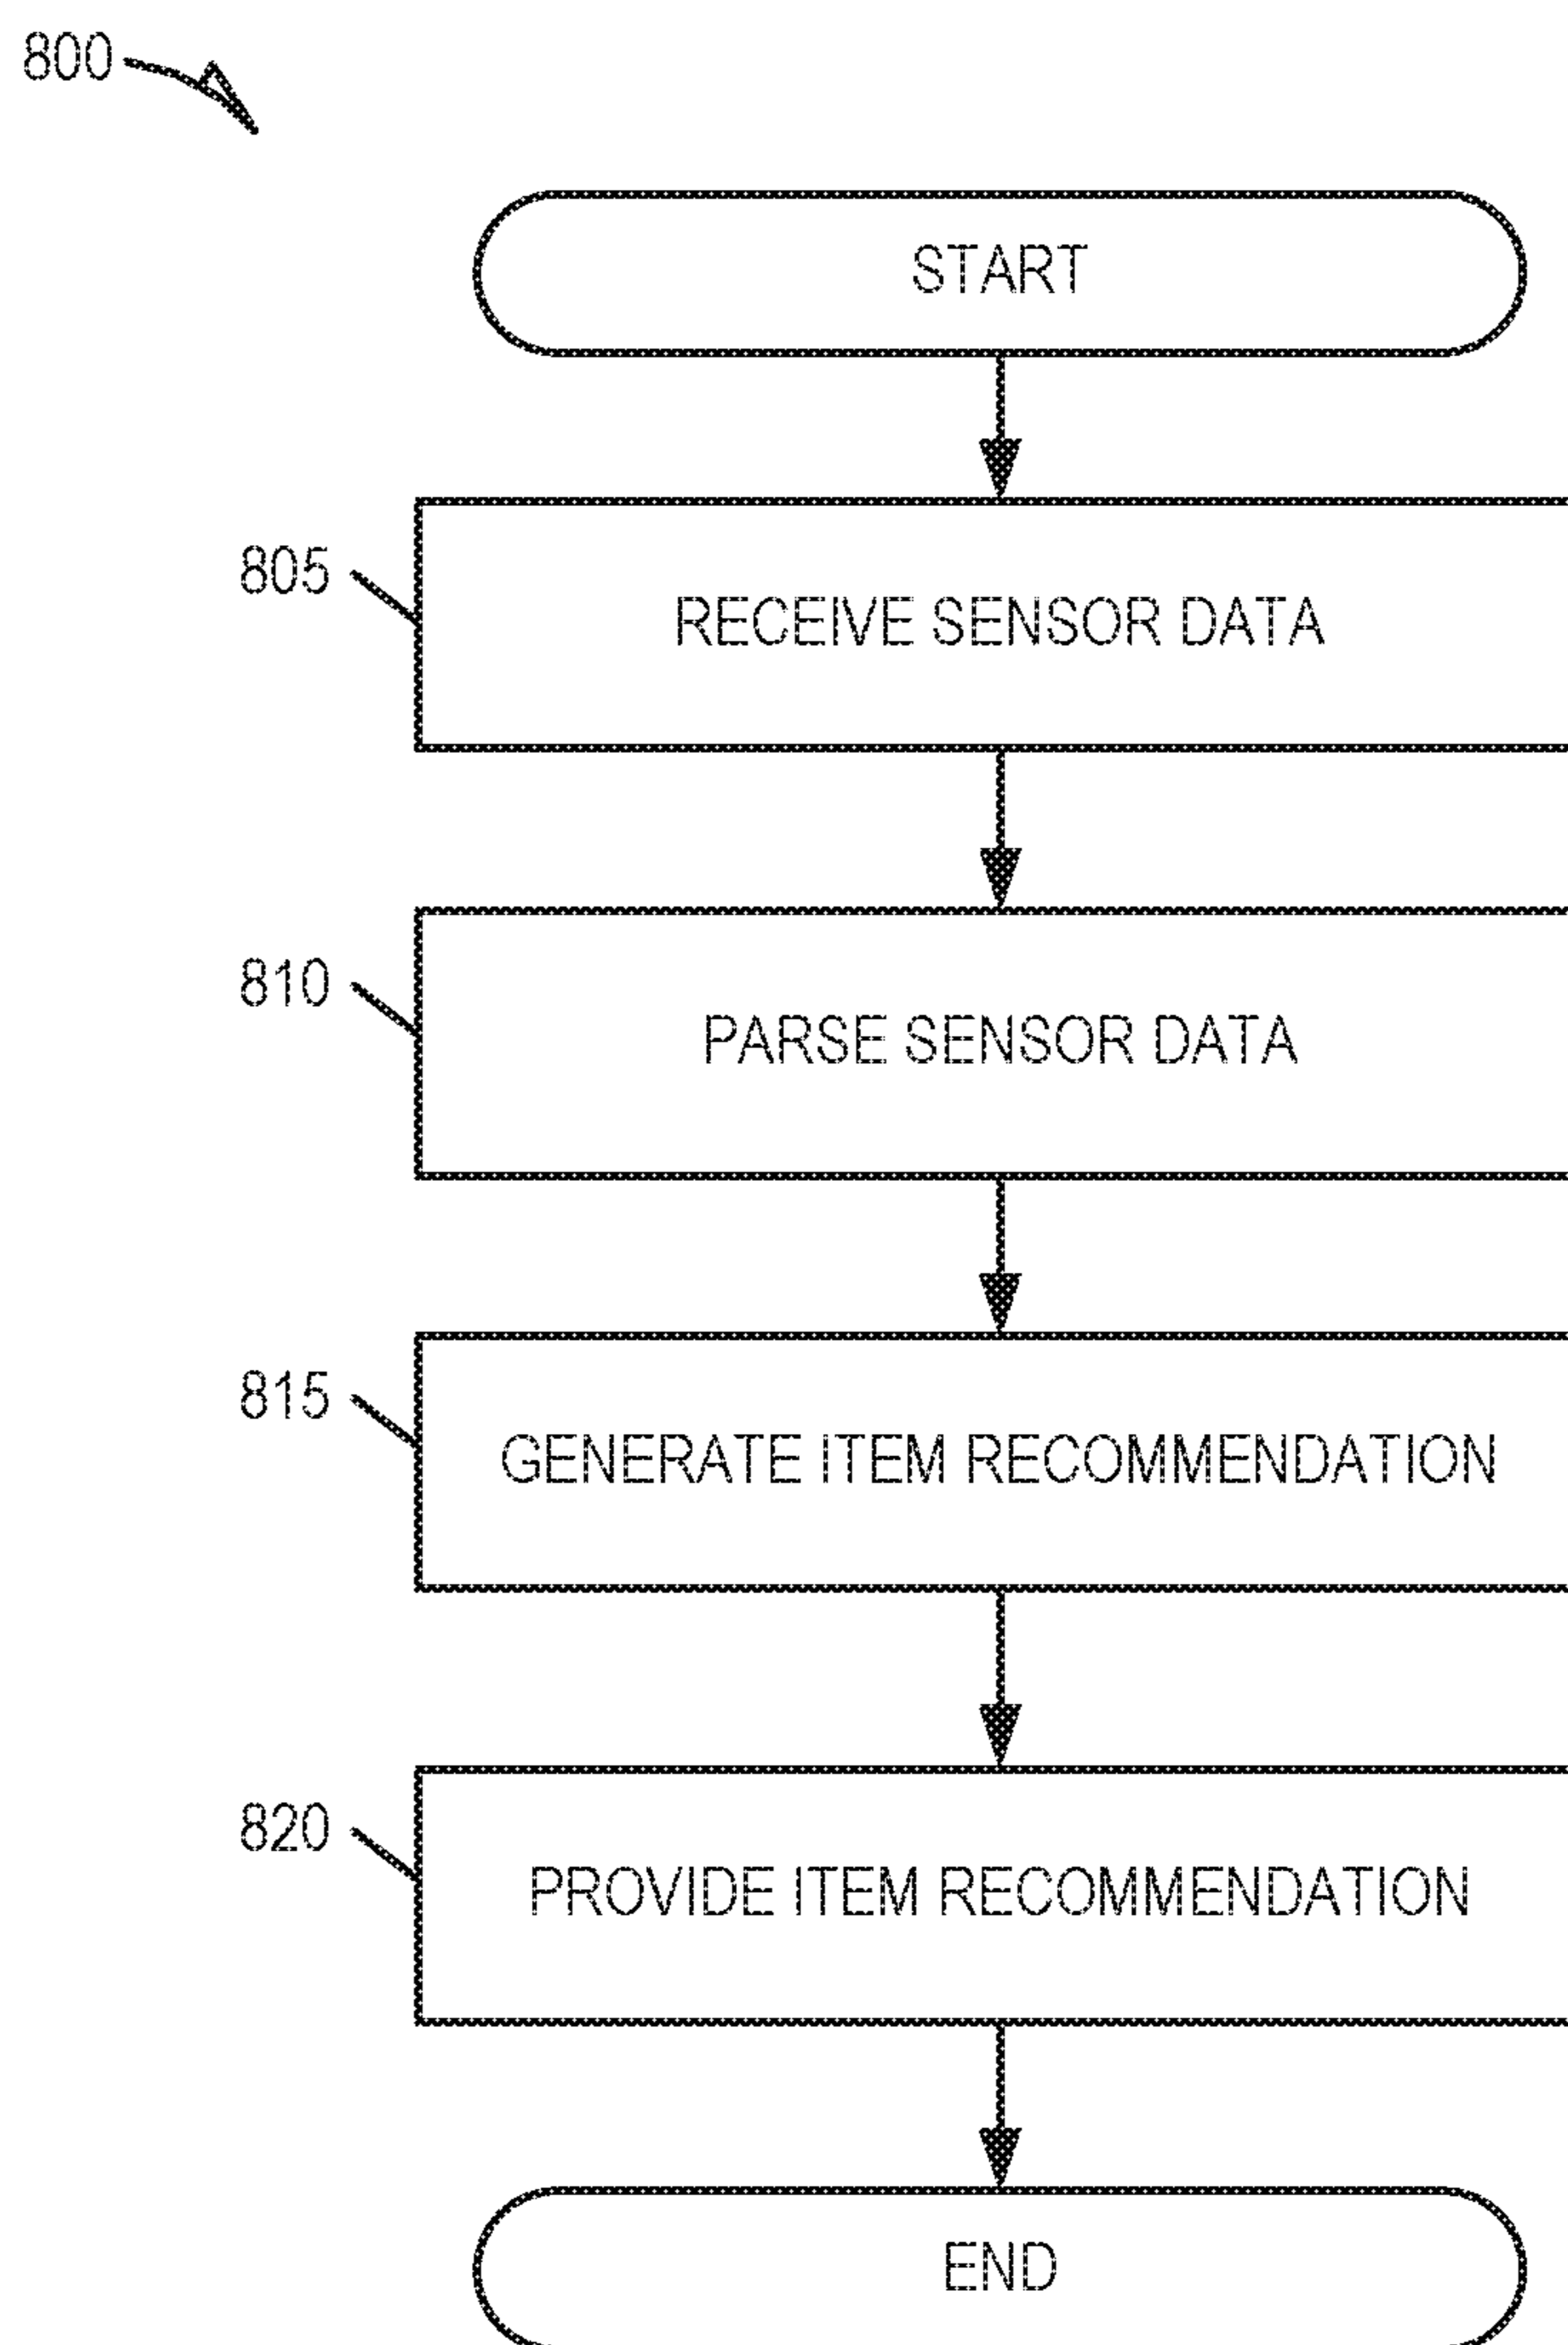 800
START
805
RECEIVE SENSOR DATA
810
PARSE SENSOR DATA
815
GENERATE ITEM RECOMMENDATION
820
PROVIDE ITEM RECOMMENDATION
END